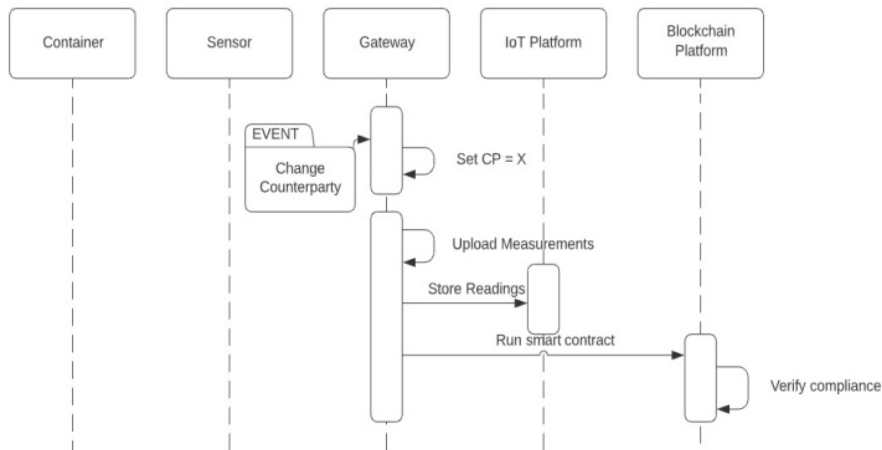 Container
Sensor
Gateway
IoT Platform
Blockchain
Platform
EVENT
Change
Counterparty
Set CP = X
Upload Measurements
Store Readings
Run smart contract
Verify compliance